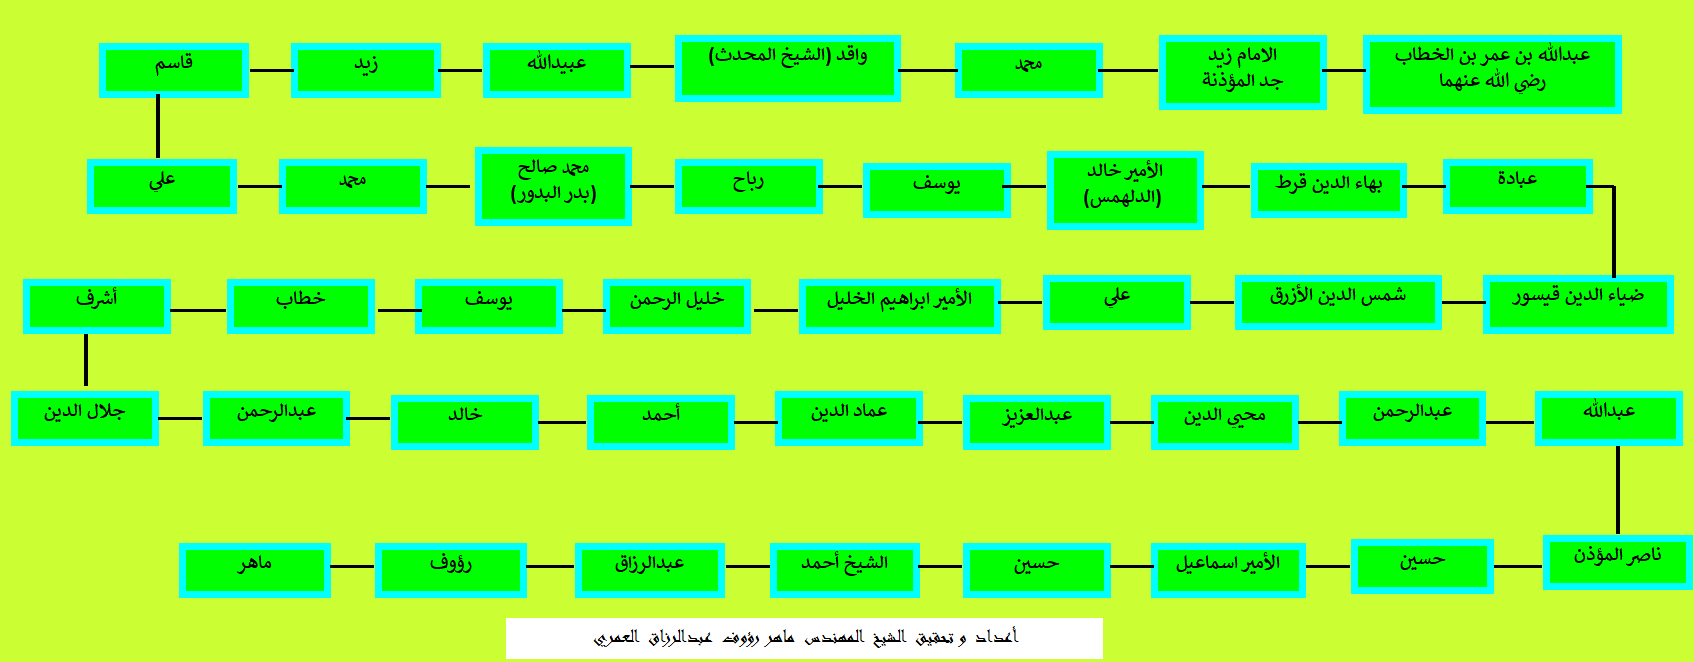 عبدالله بن عمر بن الخطاب
رضي الله عنهما
الامام زيد
جد المؤذنة
محمد
واقد (الشيخ المحدث)
عبيدالله
زيد
قاسم
علي
محمد
محمد صالح
(بدر البدور)
رباح
يوسف
الأمير خالد
(الدلهمس)
بهاء الدين قرط
عبادة
ضياء الدين قيسور
شمس الدين الأزرق
علي
الأمير ابراهيم الخليل
خليل الرحمن
يوسف
خطاب
أشرف
جلال الدين
عبدالرحمن
خالد
أحمد
عماد الدين
عبدالعزيز
محيي الدين
عبدالرحمن
عبدالله
ناصر المؤذن
حسين
الأمير اسماعيل
حسين
الشيخ أحمد
عبدالرزاق
رؤوف
ماهر
أعداد و تحقيق الشيخ المهندس ماهر رؤوف عبدالرزاق العمري